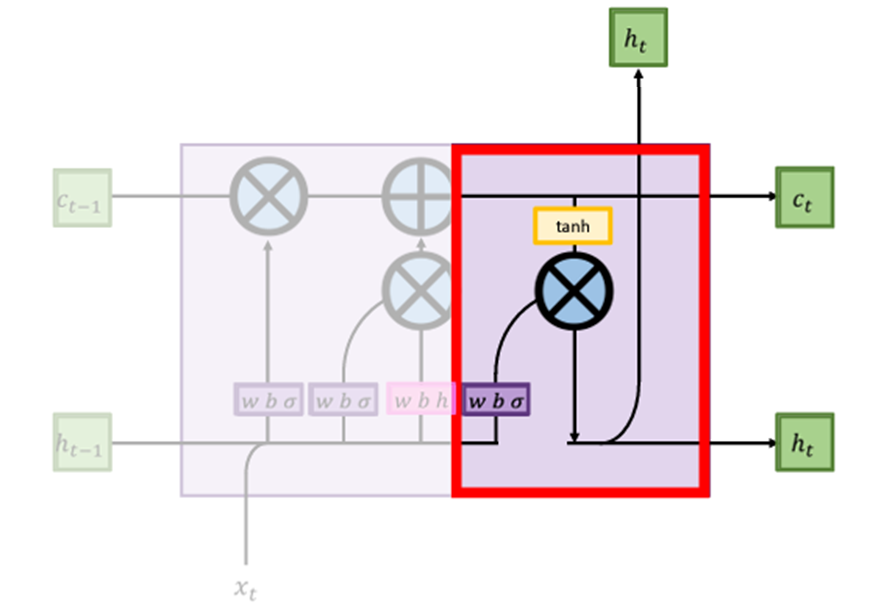 h_t
c_{t-1}
c_t
tanh
w b σ
w b σ
w b h
w b σ
h_{t-1}
h_t
x_t